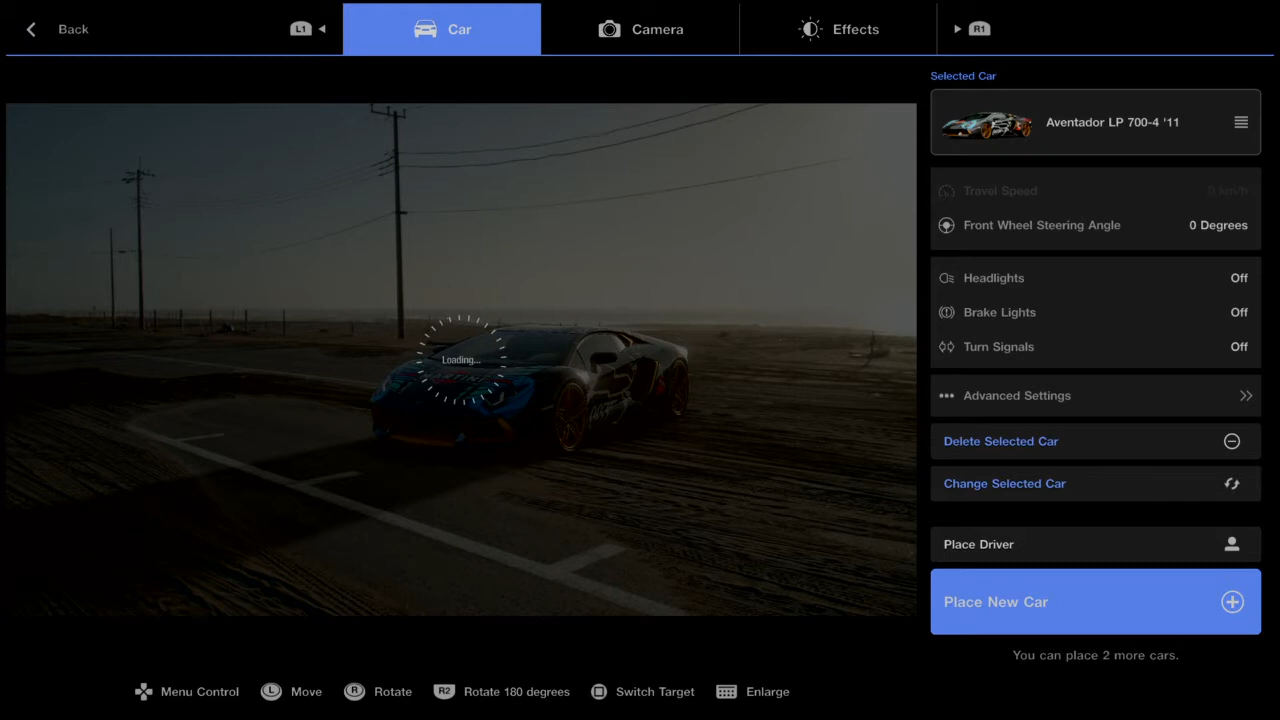 Back
L1
Car
Camera
Effects
R1
Selected Car
Aventador LP 700-4 '11
Travel Speed 0 km/h
Front Wheel Steering Angle 0 Degrees
Headlights Off
Brake Lights Off
Turn Signals Off
Loading...
Advanced Settings
Delete Selected Car
Change Selected Car
Place Driver
Place New Car
You can place 2 more cars.
Menu Control
L Move
R Rotate
R2 Rotate 180 degrees
Switch Target
Enlarge